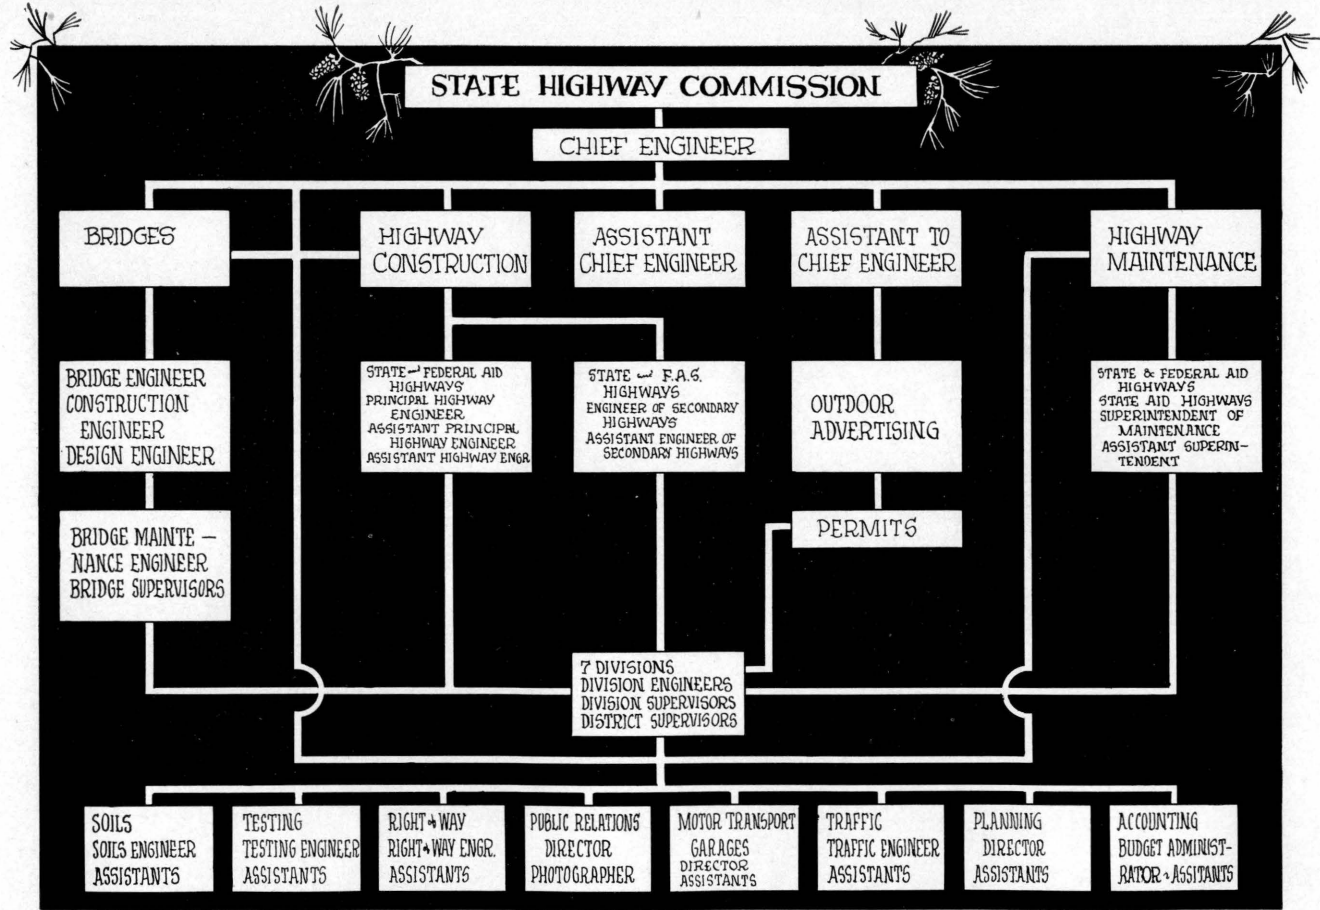 STATE HIGHWAY COMMISSION
CHIEF ENGINEER
BRIDGES
HIGHWAY
CONSTRUCTION
ASSISTANT
CHIEF ENGINEER
ASSISTANT TO
CHIEF ENGINEER
HIGHWAY
MAINTENANCE
BRIDGE ENGINEER
CONSTRUCTION
ENGINEER
DESIGN ENGINEER
STATE and FEDERAL AID
HIGHWAYS
PRINCIPAL HIGHWAY
ENGINEER
ASSISTANT PRINCIPAL
HIGHWAY ENGINEER
ASSISTANT HIGHWAY ENGR
STATE and F.A.S.
HIGHWAYS
ENGINEER OF SECONDARY
HIGHWAYS
ASSISTANT ENGINEER OF
SECONDARY HIGHWAYS
OUTDOOR
ADVERTISING
STATE & FEDERAL AID
HIGHWAYS
STATE AID HIGHWAYS
SUPERINTENDENT OF
MAINTENANCE
ASSISTANT SUPERIN-
TENDENT
BRIDGE MAINTE-
NANCE ENGINEER
BRIDGE SUPERVISORS
PERMITS
7 DIVISIONS
DIVISION ENGINEERS
DIVISION SUPERVISORS
DISTRICT SUPERVISORS
SOILS
SOILS ENGINEER
ASSISTANTS
TESTING
TESTING ENGINEER
ASSISTANTS
RIGHT of WAY
RIGHT of WAY ENGR.
ASSISTANTS
PUBLIC RELATIONS
DIRECTOR
PHOTOGRAPHER
MOTOR TRANSPORT
GARAGES
DIRECTOR
ASSISTANTS
TRAFFIC
TRAFFIC ENGINEER
ASSISTANTS
PLANNING
DIRECTOR
ASSISTANTS
ACCOUNTING
BUDGET ADMINIST-
RATOR & ASSITANTS